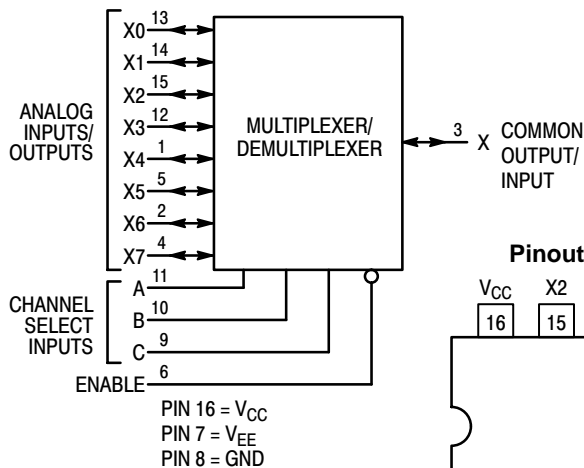 X0 13
X1 14
X2 15
X3 12
X4 1
X5 5
X6 2
X7 4
ANALOG
INPUTS/
OUTPUTS
MULTIPLEXER/
DEMULTIPLEXER
3 X COMMON
OUTPUT/
INPUT
A 11
B 10
C 9
CHANNEL
SELECT
INPUTS
ENABLE 6
PIN 16 = VCC
PIN 7 = VEE
PIN 8 = GND
Pinout
VCC X2
16 15